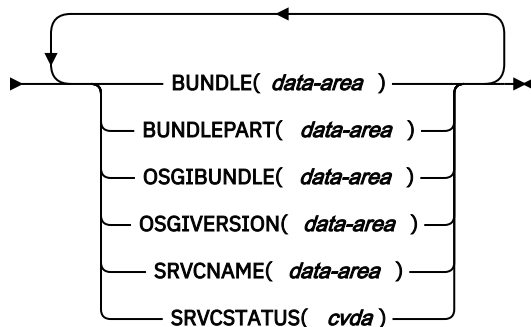 BUNDLE( data-area )
BUNDLEPART( data-area )
OSGIBUNDLE( data-area )
OSGIVERSION( data-area )
SRVCNAME( data-area )
SRVCSTATUS( cvda )